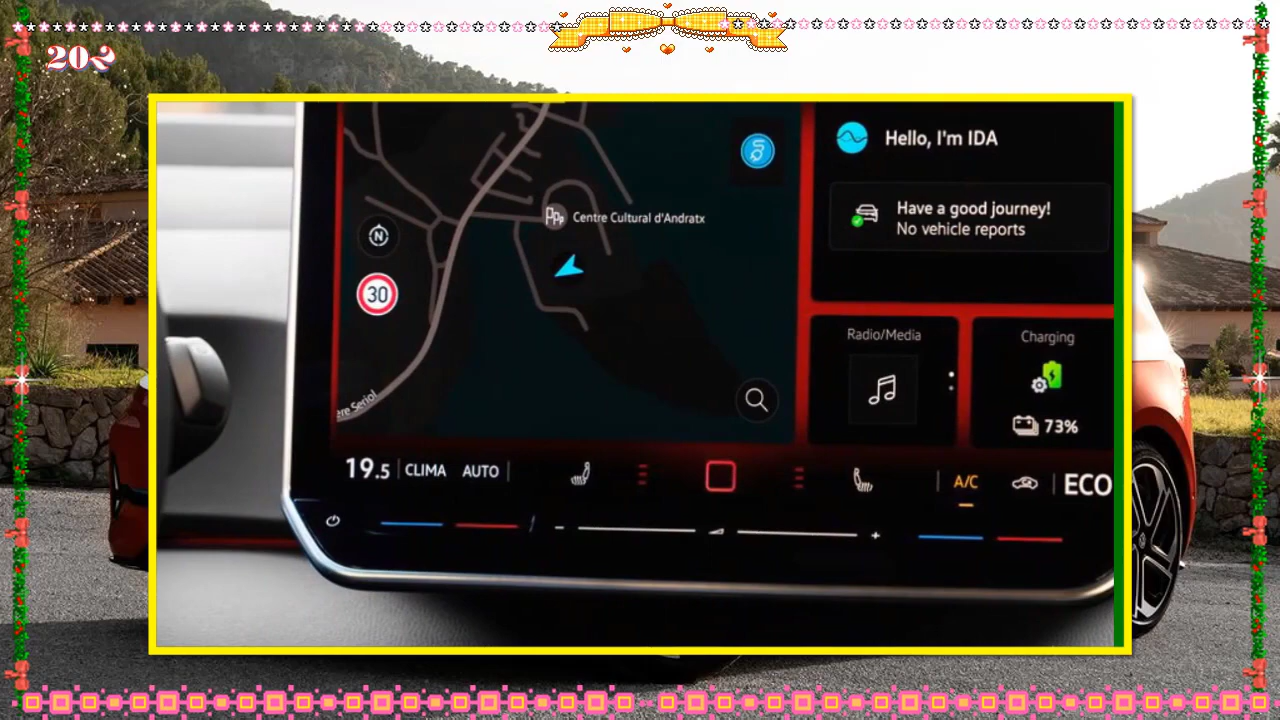 202
Hello, I'm IDA
Have a good journey!
No vehicle reports
Centre Cultural d'Andratx
N
30
Radio/Media
Charging
73%
19.5 CLIMA AUTO
A/C
ECO